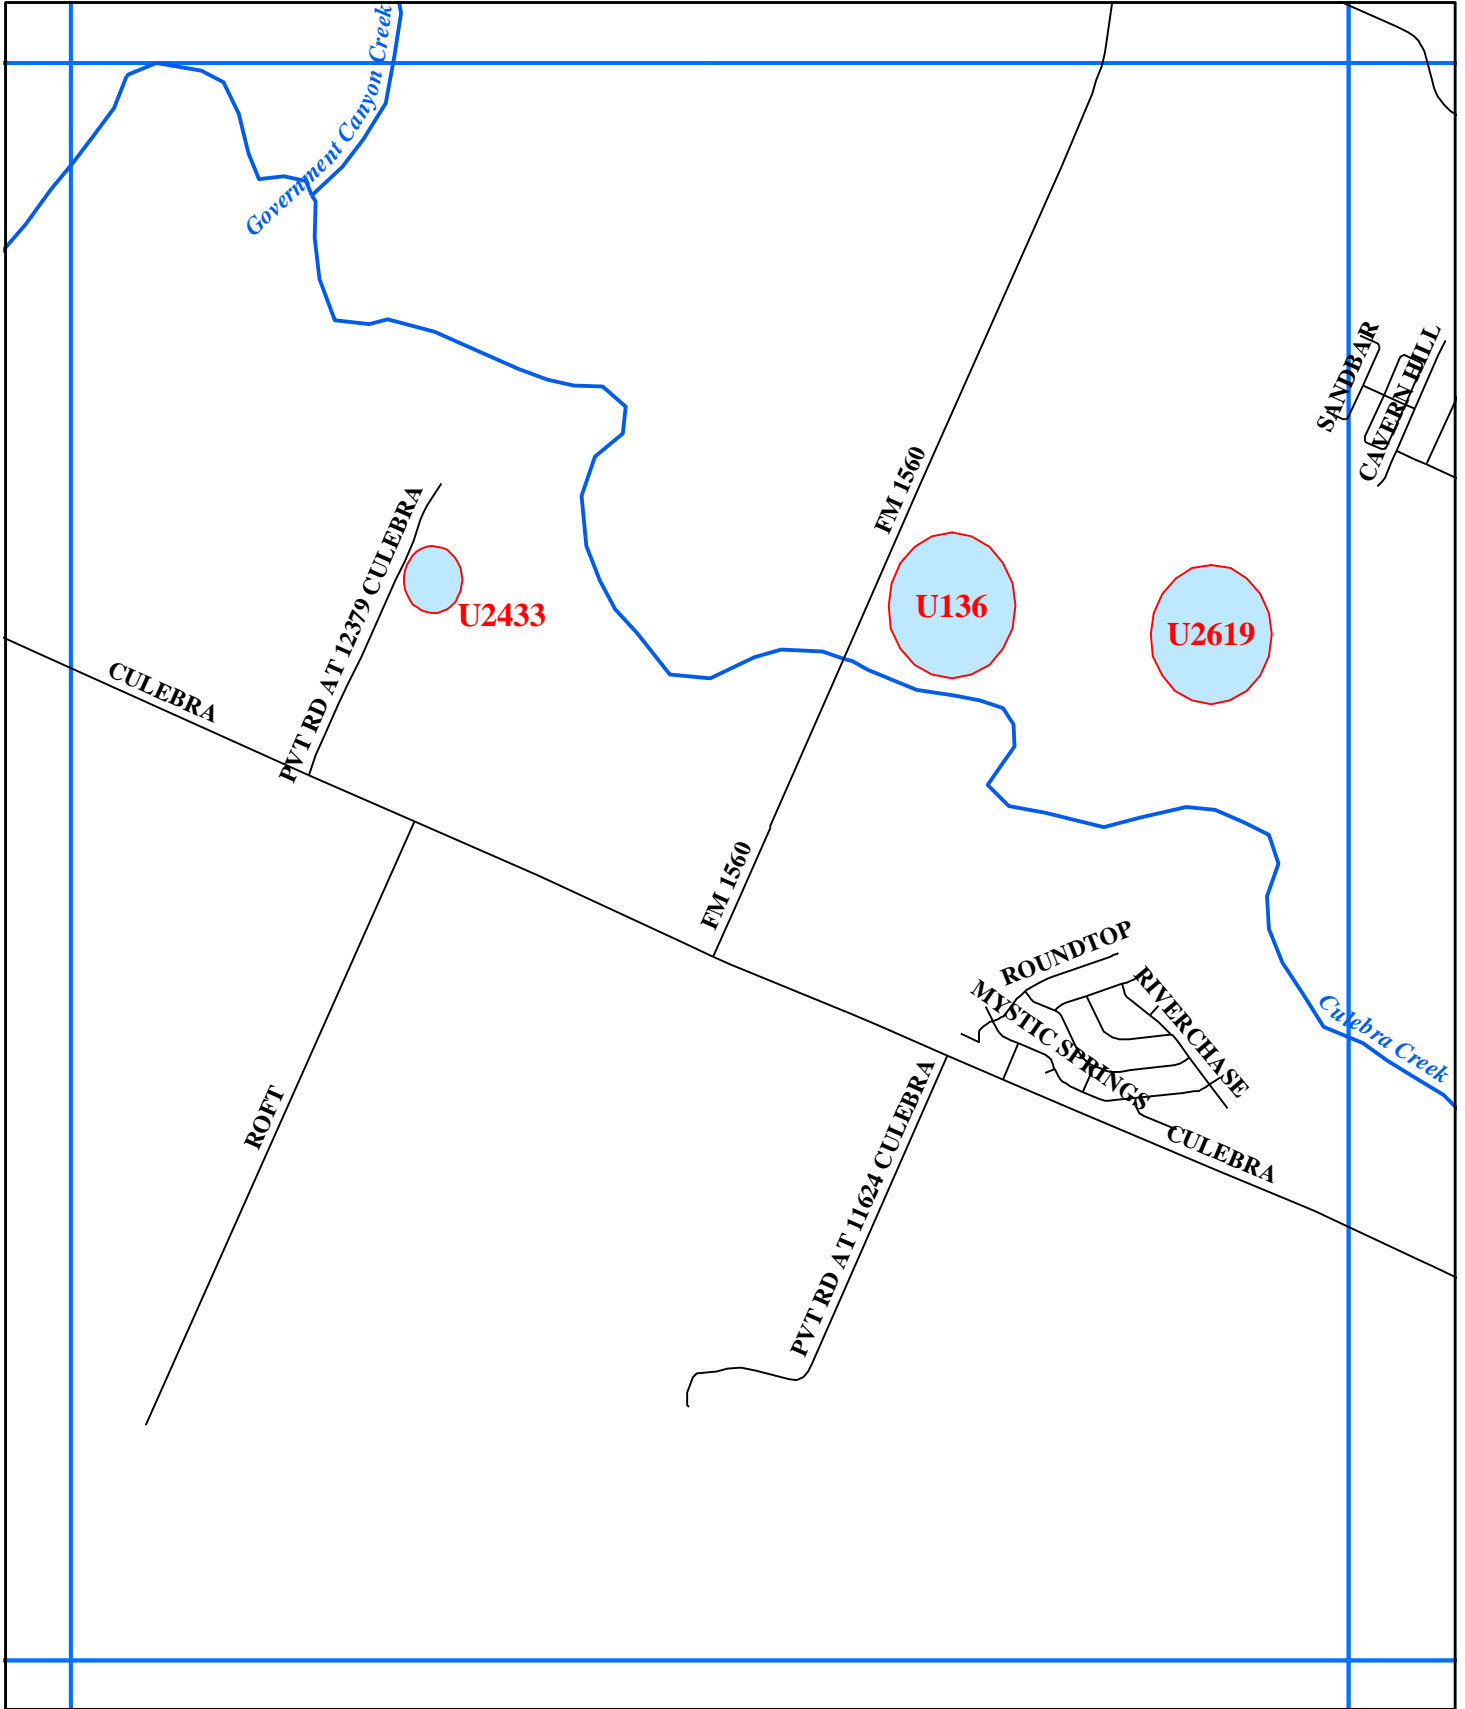 Government Canyon Creek
SANDBAR
CAVERN HILL
FM 1560
PVT RD AT 12379 CULEBRA
U2433
U136
U2619
CULEBRA
FM 1560
ROUNDTOP
MYSTIC SPRINGS
RIVERCHASE
Culebra Creek
ROFT
PVT RD AT 11624 CULEBRA
CULEBRA